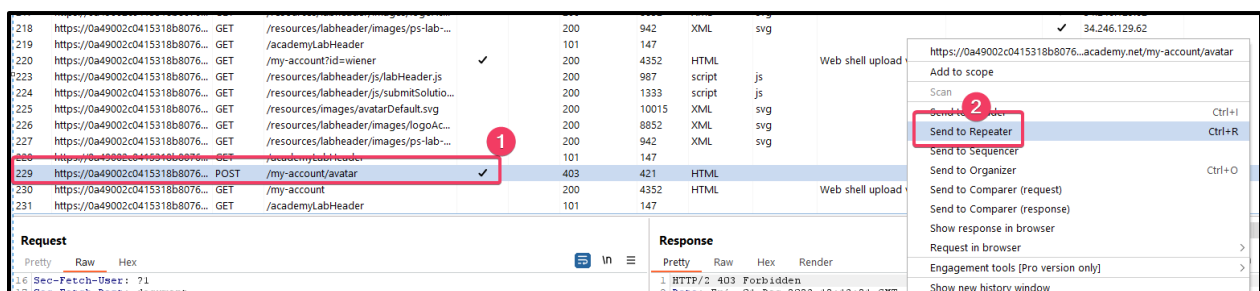 218 https://0a49002c0415318b8076... GET /resources/labheader/images/ps-lab-... 200 942 XML svg ✓ 34.246.129.62
219 https://0a49002c0415318b8076... GET /academyLabHeader 101 147
220 https://0a49002c0415318b8076... GET /my-account?id=wiener ✓ 200 4352 HTML Web shell upload
223 https://0a49002c0415318b8076... GET /resources/labheader/js/labHeader.js 200 987 script js
224 https://0a49002c0415318b8076... GET /resources/labheader/js/submitSolutio... 200 1333 script js
225 https://0a49002c0415318b8076... GET /resources/images/avatarDefault.svg 200 10015 XML svg
226 https://0a49002c0415318b8076... GET /resources/labheader/images/logoAc... 200 8852 XML svg
227 https://0a49002c0415318b8076... GET /resources/labheader/images/ps-lab-... 200 942 XML svg
1
228 https://0a49002c0415318b8076... GET /academyLabHeader 101 147
229 https://0a49002c0415318b8076... POST /my-account/avatar ✓ 403 421 HTML
230 https://0a49002c0415318b8076... GET /my-account 200 4352 HTML Web shell upload
231 https://0a49002c0415318b8076... GET /academyLabHeader 101 147
https://0a49002c0415318b8076...academy.net/my-account/avatar
Add to scope
Scan
Send to Ctrl+I
2
Send to Repeater Ctrl+R
Send to Sequencer
Send to Organizer Ctrl+O
Send to Comparer (request)
Send to Comparer (response)
Show response in browser
Request in browser
Engagement tools [Pro version only]
Show new history window
Request
Pretty Raw Hex \n
16 Sec-Fetch-User: ?1
Response
Pretty Raw Hex Render
1 HTTP/2 403 Forbidden